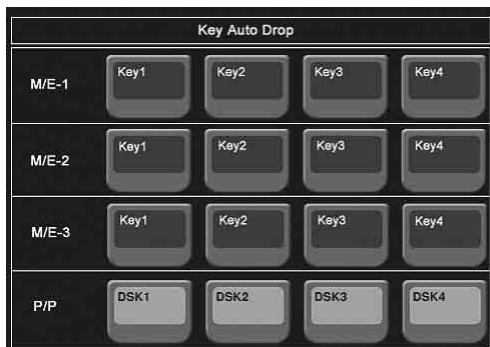 Key Auto Drop
M/E-1 Key1 Key2 Key3 Key4
M/E-2 Key1 Key2 Key3 Key4
M/E-3 Key1 Key2 Key3 Key4
P/P DSK1 DSK2 DSK3 DSK4